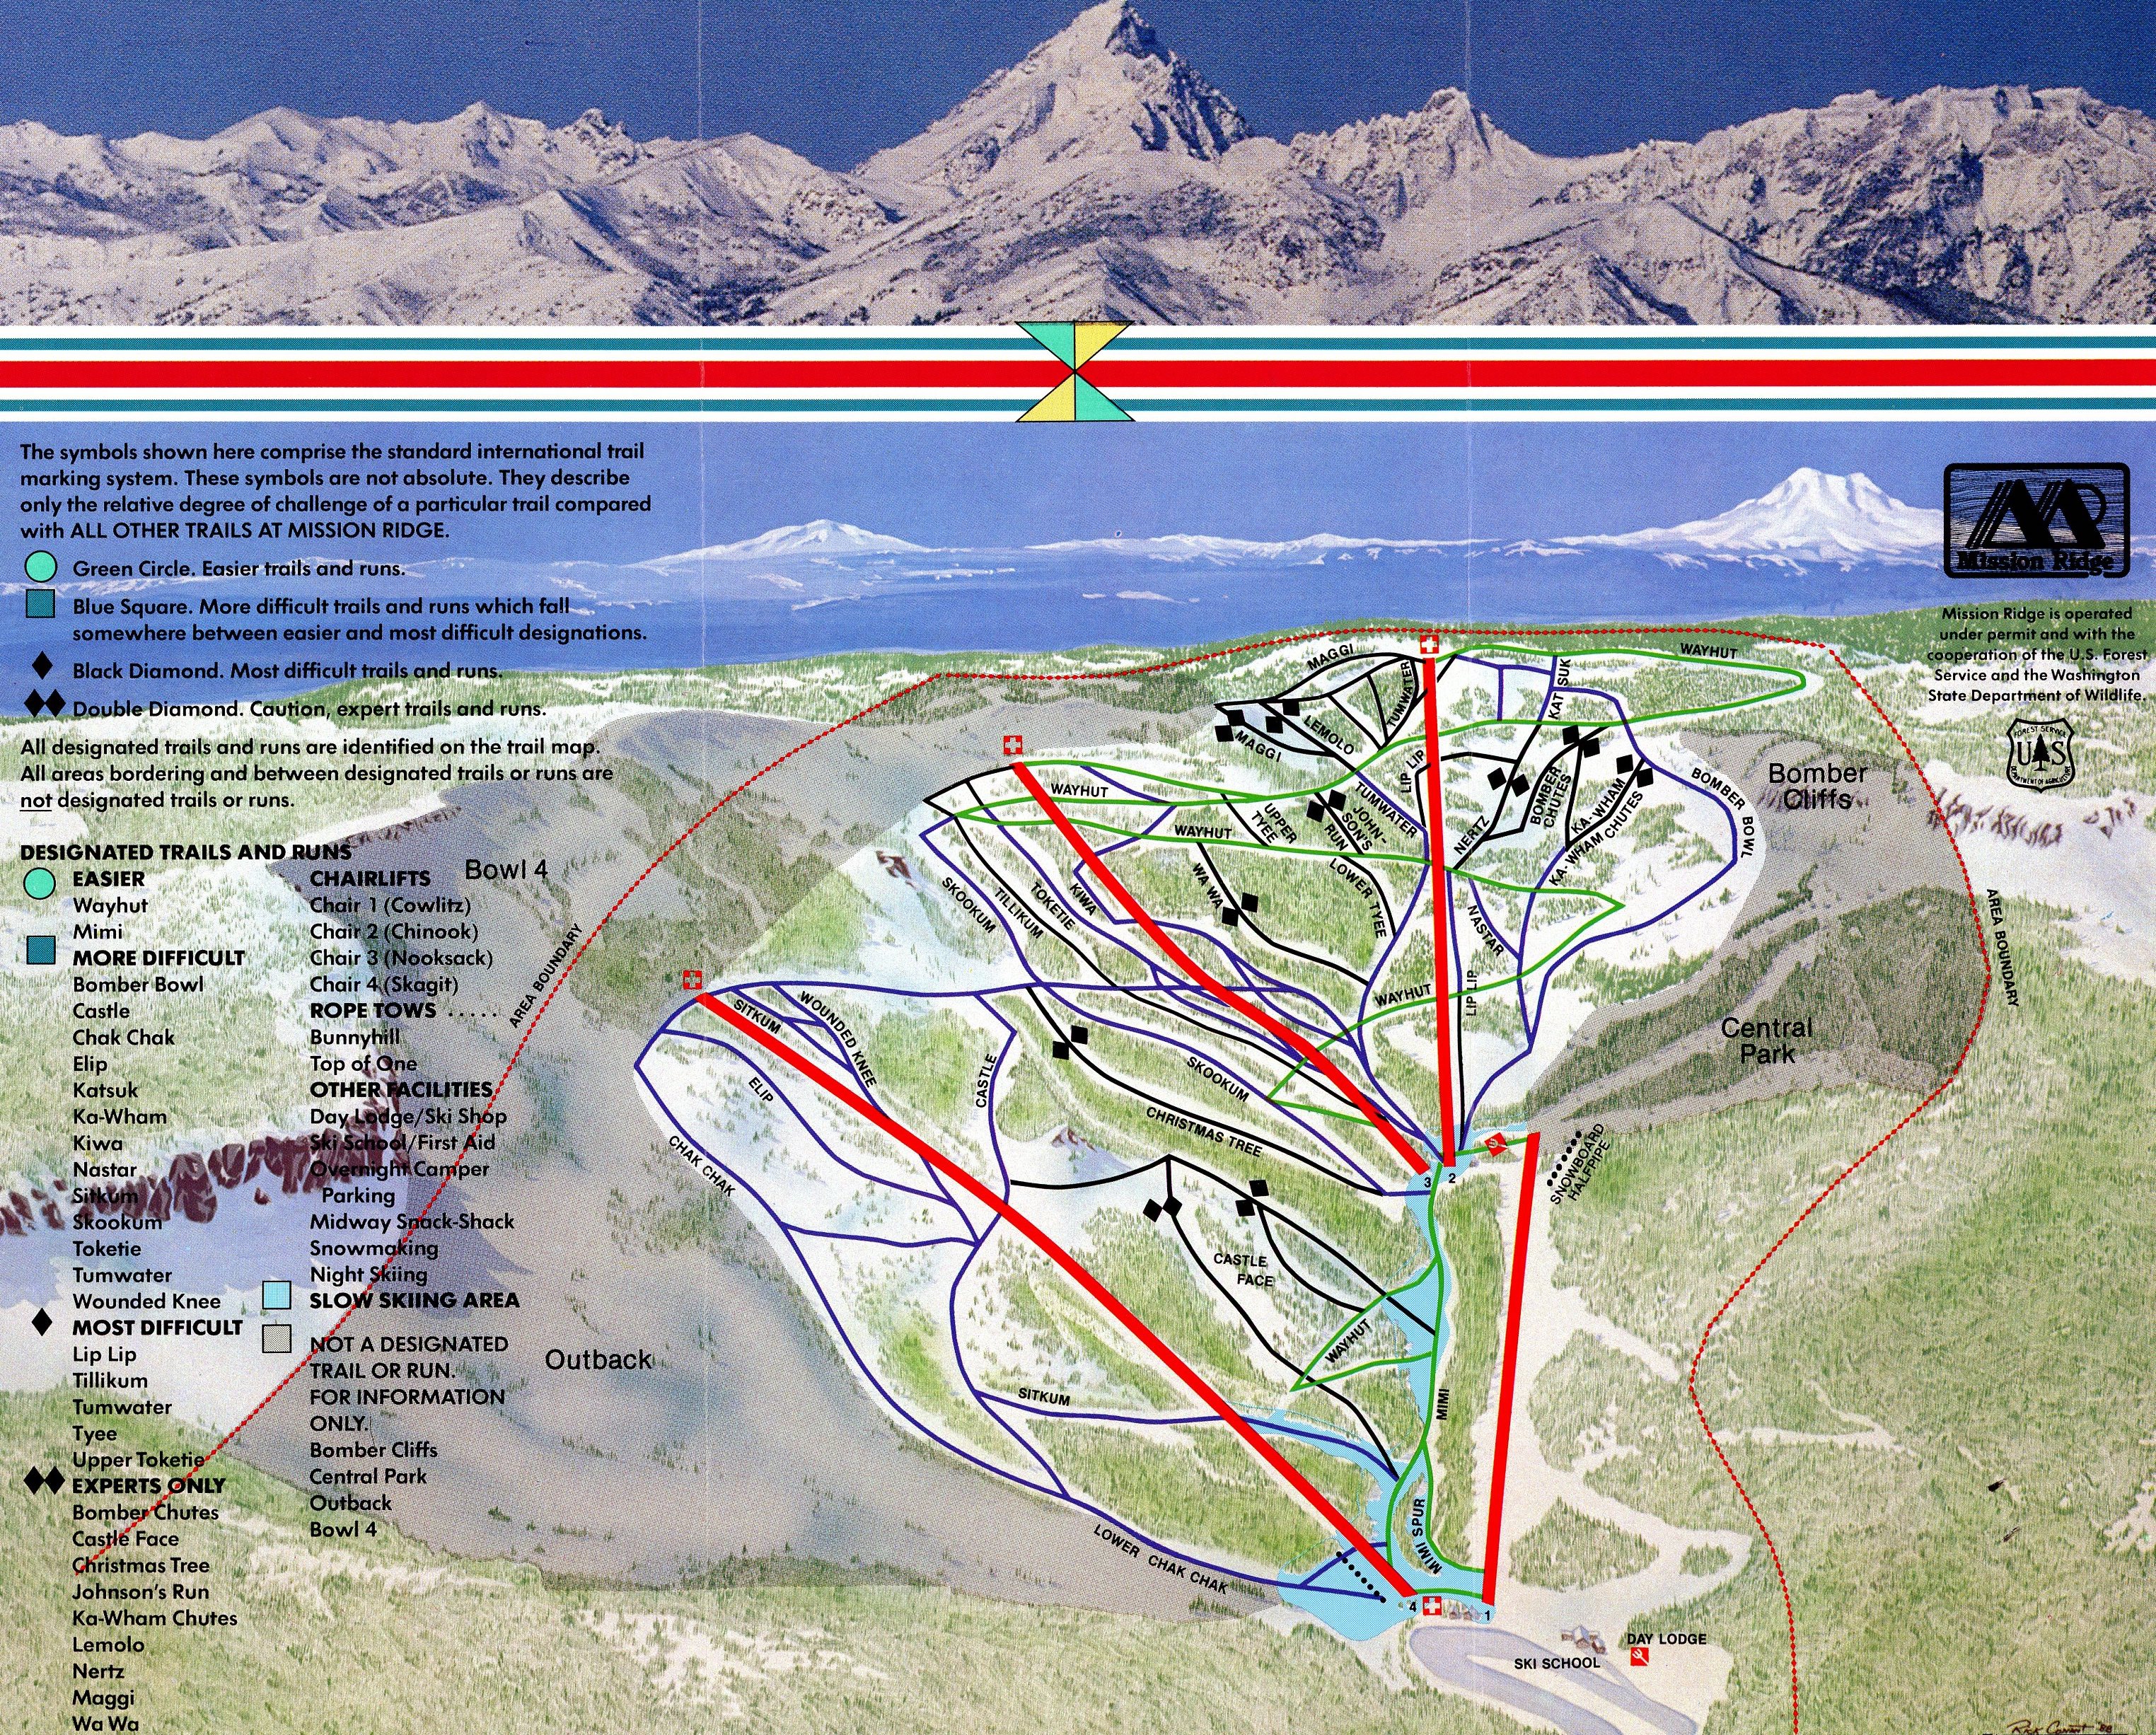 The symbols shown here comprise the standard international trail
marking system. These symbols are not absolute. They describe
only the relative degree of challenge of a particular trail compared
with ALL OTHER TRAILS AT MISSION RIDGE.
Green Circle. Easier trails and runs.
Blue Square. More difficult trails and runs which fall
somewhere between easier and most difficult designations.
Black Diamond. Most difficult trails and runs.
Double Diamond. Caution, expert trails and runs.
All designated trails and runs are identified on the trail map.
All areas bordering and between designated trails or runs are
not designated trails or runs.
DESIGNATED TRAILS AND RUNS
EASIER
Wayhut
Mimi
MORE DIFFICULT
Bomber Bowl
Castle
Chak Chak
Elip
Katsuk
Ka-Wham
Kiwa
Nastar
Sitkum
Skookum
Toketie
Tumwater
Wounded Knee
MOST DIFFICULT
Lip Lip
Tillikum
Tumwater
Tyee
Upper Toketie
EXPERTS ONLY
Bomber Chutes
Castle Face
Christmas Tree
Johnson's Run
Ka-Wham Chutes
Lemolo
Nertz
Maggi
Wa Wa
CHAIRLIFTS
Chair 1 (Cowlitz)
Chair 2 (Chinook)
Chair 3 (Nooksack)
Chair 4 (Skagit)
ROPE TOWS . . . . .
Bunnyhill
Top of One
OTHER FACILITIES
Day Lodge/Ski Shop
Ski School/First Aid
Overnight Camper
Parking
Midway Snack-Shack
Snowmaking
Night Skiing
SLOW SKIING AREA
NOT A DESIGNATED
TRAIL OR RUN.
FOR INFORMATION
ONLY.
Bomber Cliffs
Central Park
Outback
Bowl 4
Mission Ridge
Mission Ridge is operated
under permit and with the
cooperation of the U.S. Forest
Service and the Washington
State Department of Wildlife.
FOREST SERVICE
US
DEPARTMENT OF AGRICULTURE
MAGGI
TUMWATER
WAYHUT
KAT SUK
LEMOLO
MAGGI
LIP LIP
BOMBER BOWL
Bomber
Cliffs
WAYHUT
UPPER
TYEE
JOHN-
SON'S
RUN
TUMWATER
NERTZ
BOMBER
CHUTES
KA-WHAM
CHUTES
KA-WHAM
WAYHUT
Bowl 4
SKOOKUM
TILLIKUM
TOKETIE
KIWA
WA WA
LOWER TYEE
NASTAR
AREA BOUNDARY
AREA BOUNDARY
WAYHUT
LIP LIP
SITKUM
WOUNDED KNEE
Central
Park
ELIP
CASTLE
SKOOKUM
CHRISTMAS TREE
CHAK CHAK
3
2
SNOWBOARD
HALFPIPE
CASTLE
FACE
WAYHUT
Outback
SITKUM
MIMI
MIMI SPUR
LOWER CHAK CHAK
4
1
DAY LODGE
SKI SCHOOL